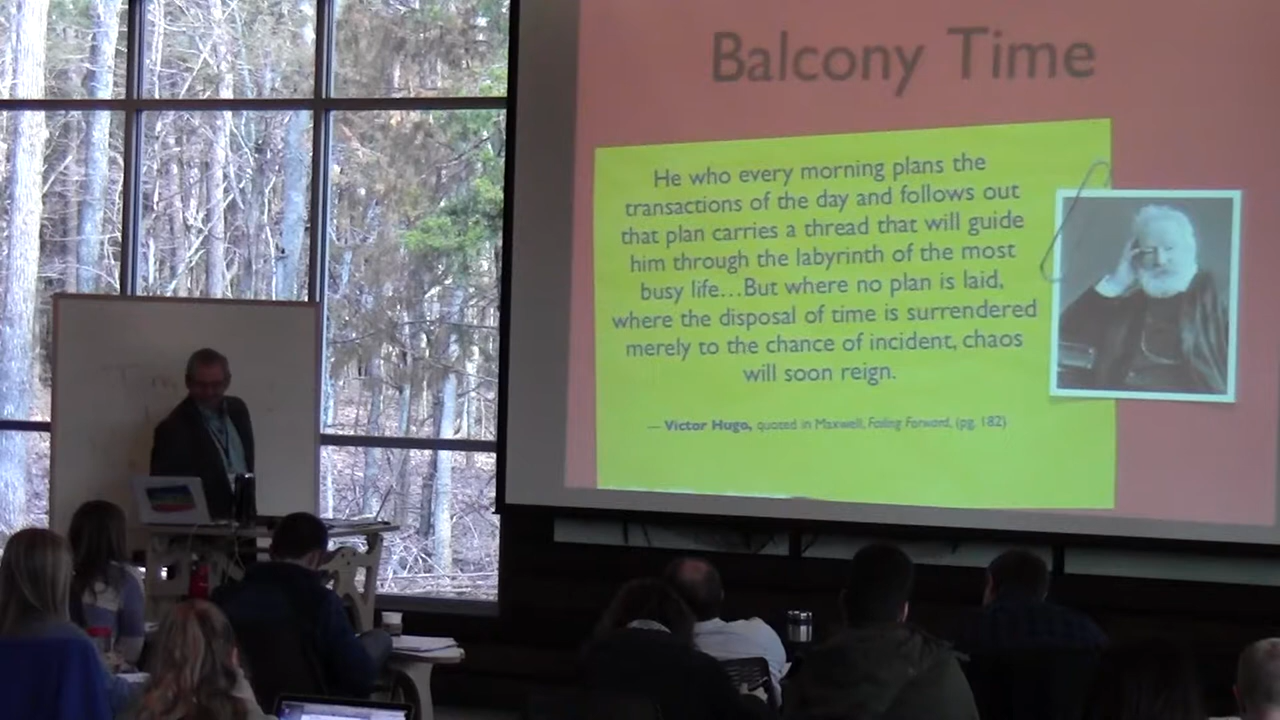 Balcony Time
He who every morning plans the
transactions of the day and follows out
that plan carries a thread that will guide
him through the labyrinth of the most
busy life...But where no plan is laid,
where the disposal of time is surrendered
merely to the chance of incident, chaos
will soon reign.
— Victor Hugo, quoted in Maxwell, Failing Forward, (pg. 182)